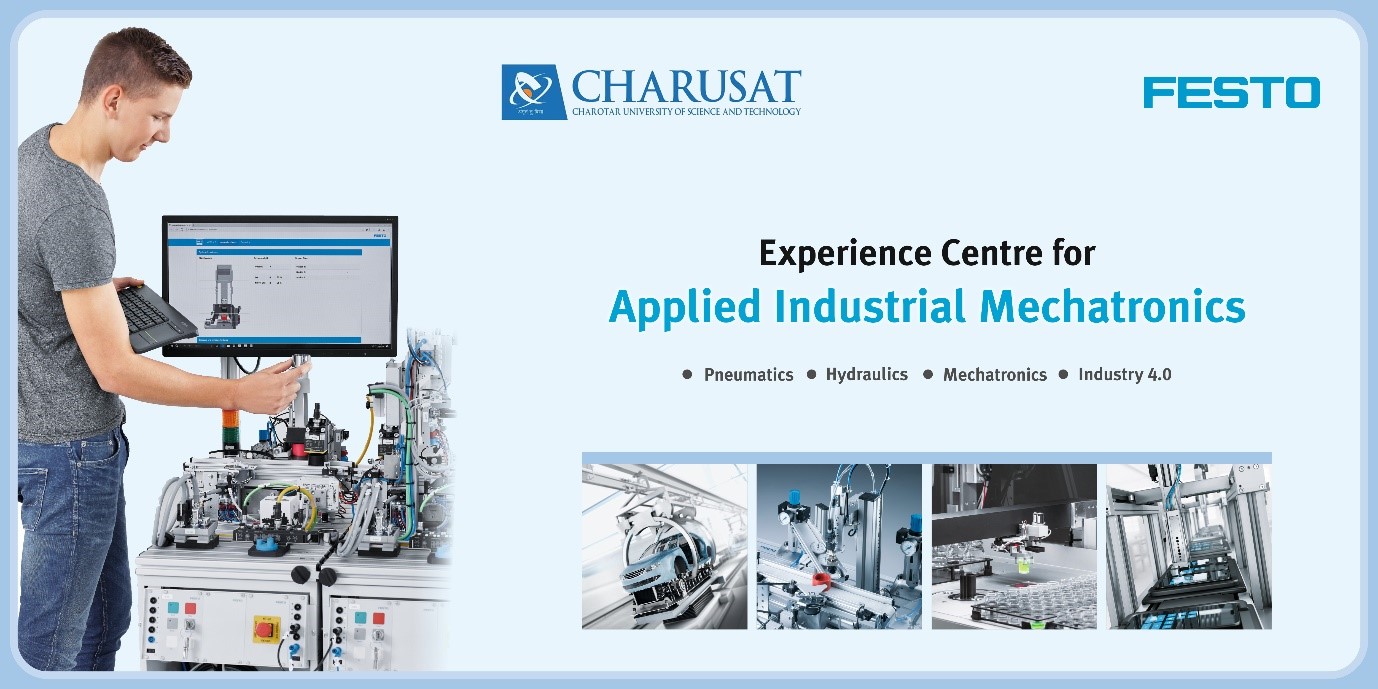 CHARUSAT
CHAROTAR UNIVERSITY OF SCIENCE AND TECHNOLOGY
FESTO
FESTO
Experience Centre for
Applied Industrial Mechatronics
• Pneumatics • Hydraulics • Mechatronics • Industry 4.0